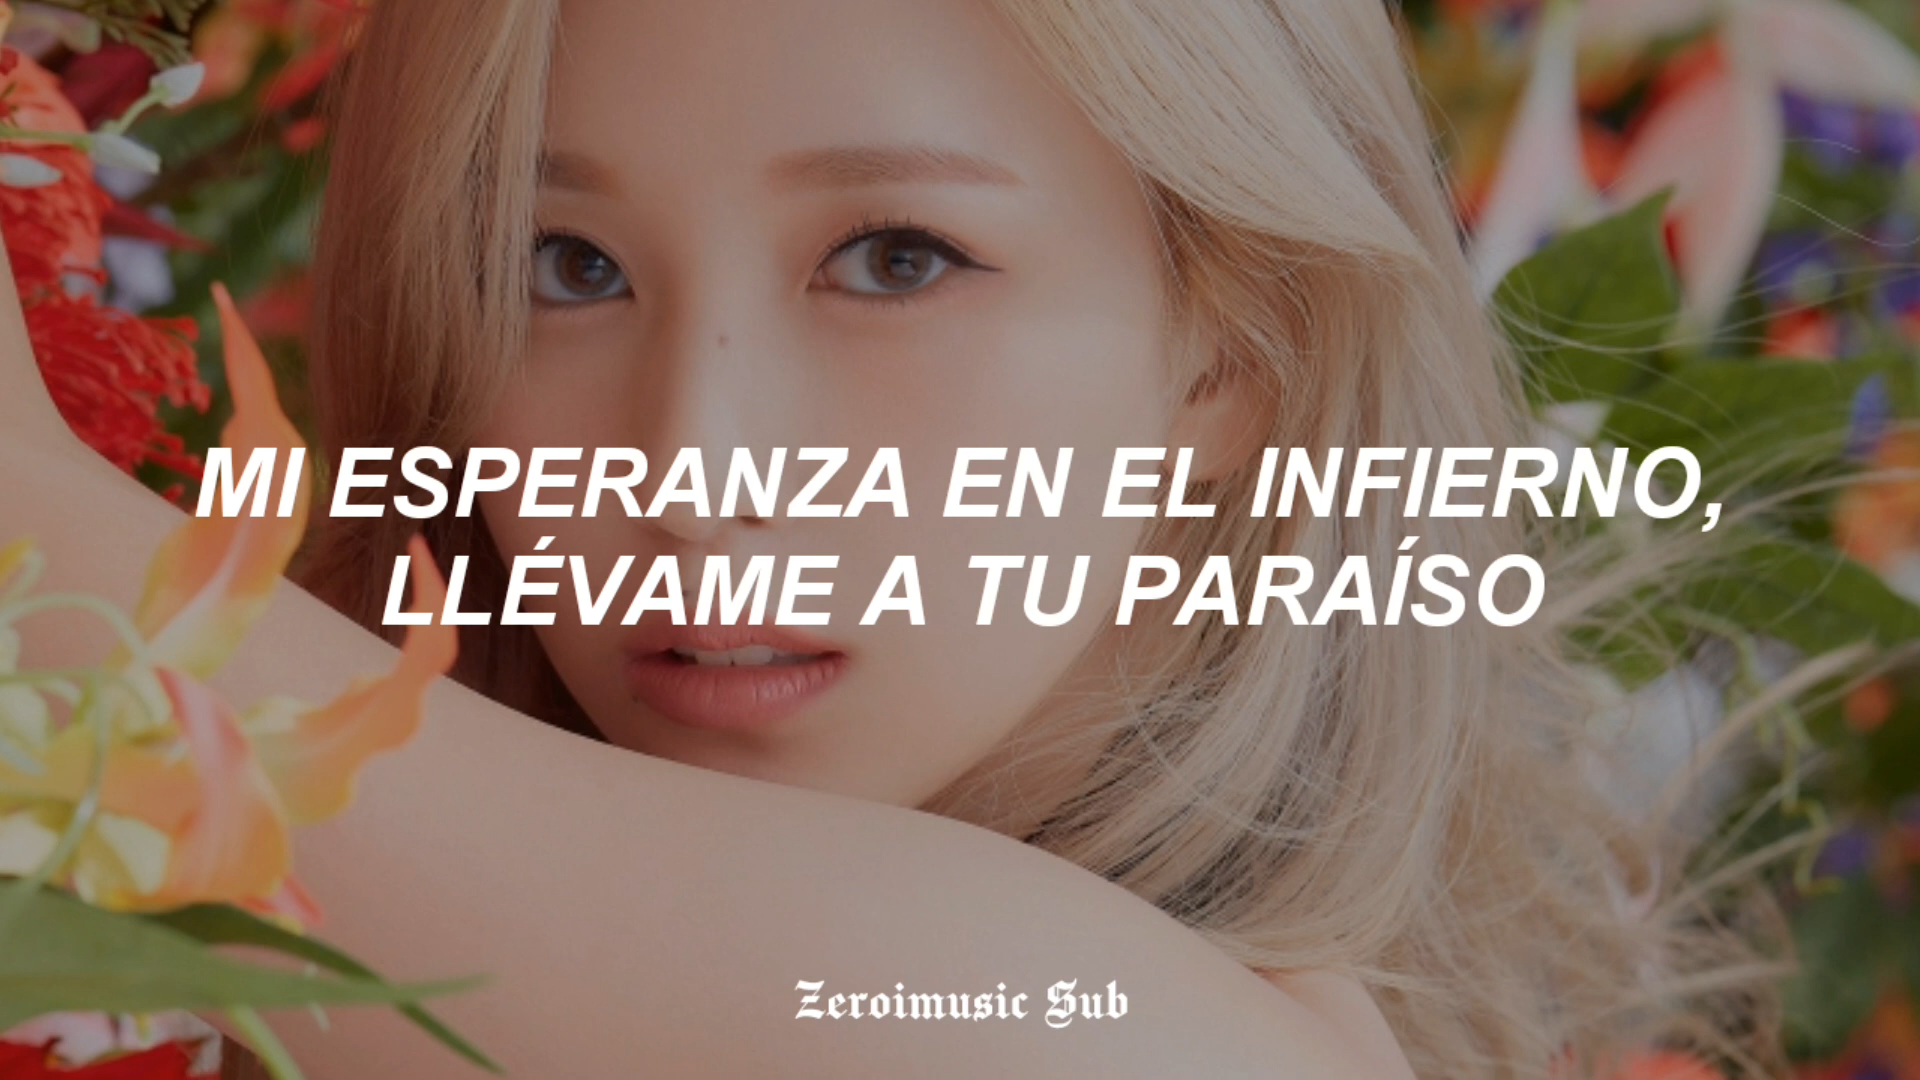 MI ESPERANZA EN EL INFIERNO,
LLÉVAME A TU PARAÍSO
Zeroimusic Sub